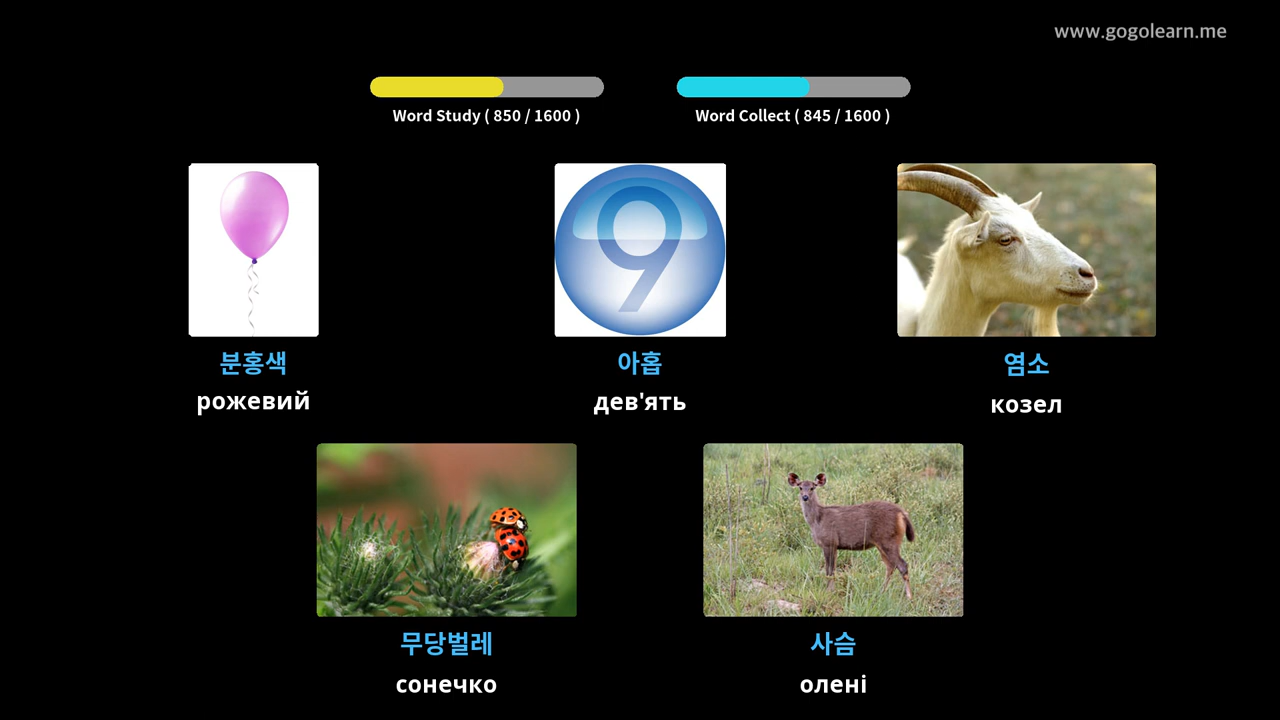 www.gogolearn.me
Word Study ( 850 / 1600 )
Word Collect ( 845 / 1600 )
9
분홍색
아홉
염소
рожевий
дев'ять
козел
무당벌레
사슴
сонечко
олені